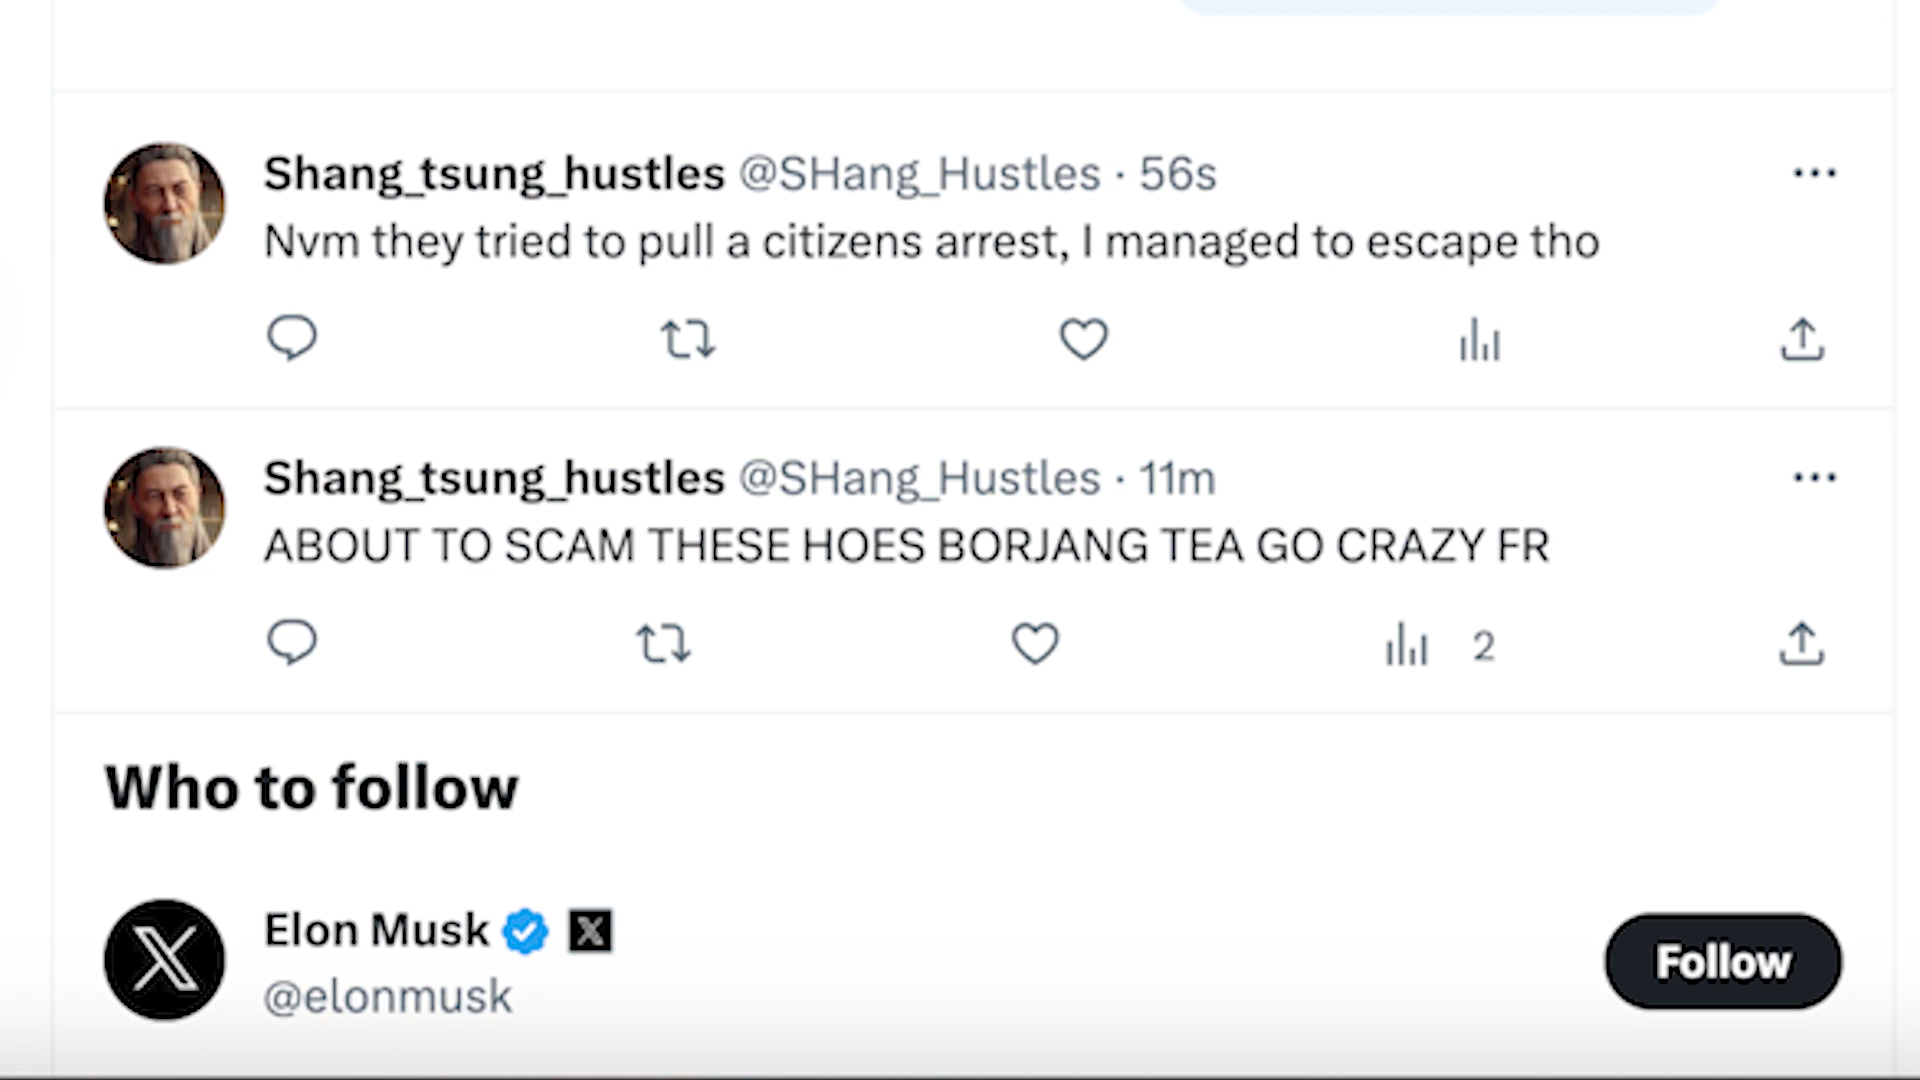 Shang_tsung_hustles @SHang_Hustles · 56s
Nvm they tried to pull a citizens arrest, I managed to escape tho
Shang_tsung_hustles @SHang_Hustles · 11m
ABOUT TO SCAM THESE HOES BORJANG TEA GO CRAZY FR
2
Who to follow
Elon Musk
@elonmusk
Follow